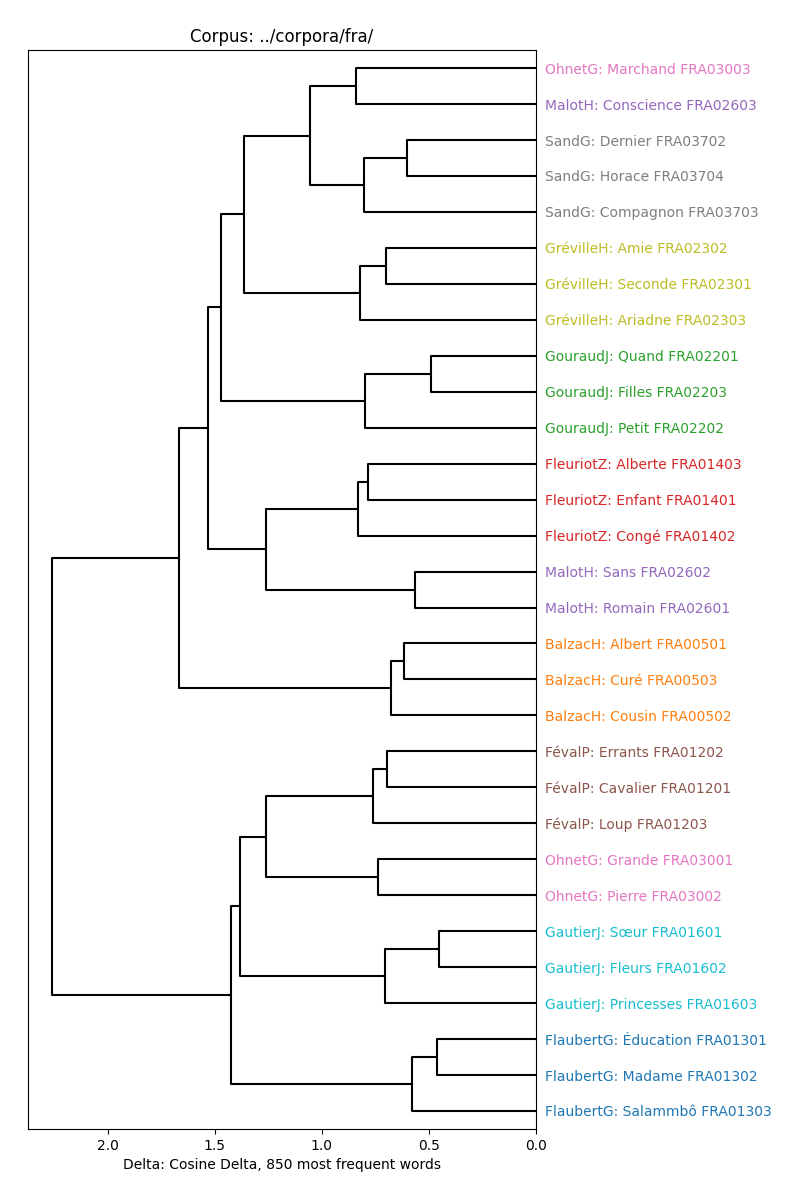 Corpus: ../corpora/fra/
OhnetG: Marchand FRA03003
MalotH: Conscience FRA02603
SandG: Dernier FRA03702
SandG: Horace FRA03704
SandG: Compagnon FRA03703
GrévilleH: Amie FRA02302
GrévilleH: Seconde FRA02301
GrévilleH: Ariadne FRA02303
GouraudJ: Quand FRA02201
GouraudJ: Filles FRA02203
GouraudJ: Petit FRA02202
FleuriotZ: Alberte FRA01403
FleuriotZ: Enfant FRA01401
FleuriotZ: Congé FRA01402
MalotH: Sans FRA02602
MalotH: Romain FRA02601
BalzacH: Albert FRA00501
BalzacH: Curé FRA00503
BalzacH: Cousin FRA00502
FévalP: Errants FRA01202
FévalP: Cavalier FRA01201
FévalP: Loup FRA01203
OhnetG: Grande FRA03001
OhnetG: Pierre FRA03002
GautierJ: Sœur FRA01601
GautierJ: Fleurs FRA01602
GautierJ: Princesses FRA01603
FlaubertG: Éducation FRA01301
FlaubertG: Madame FRA01302
FlaubertG: Salammbô FRA01303
2.0 1.5 1.0 0.5 0.0
Delta: Cosine Delta, 850 most frequent words